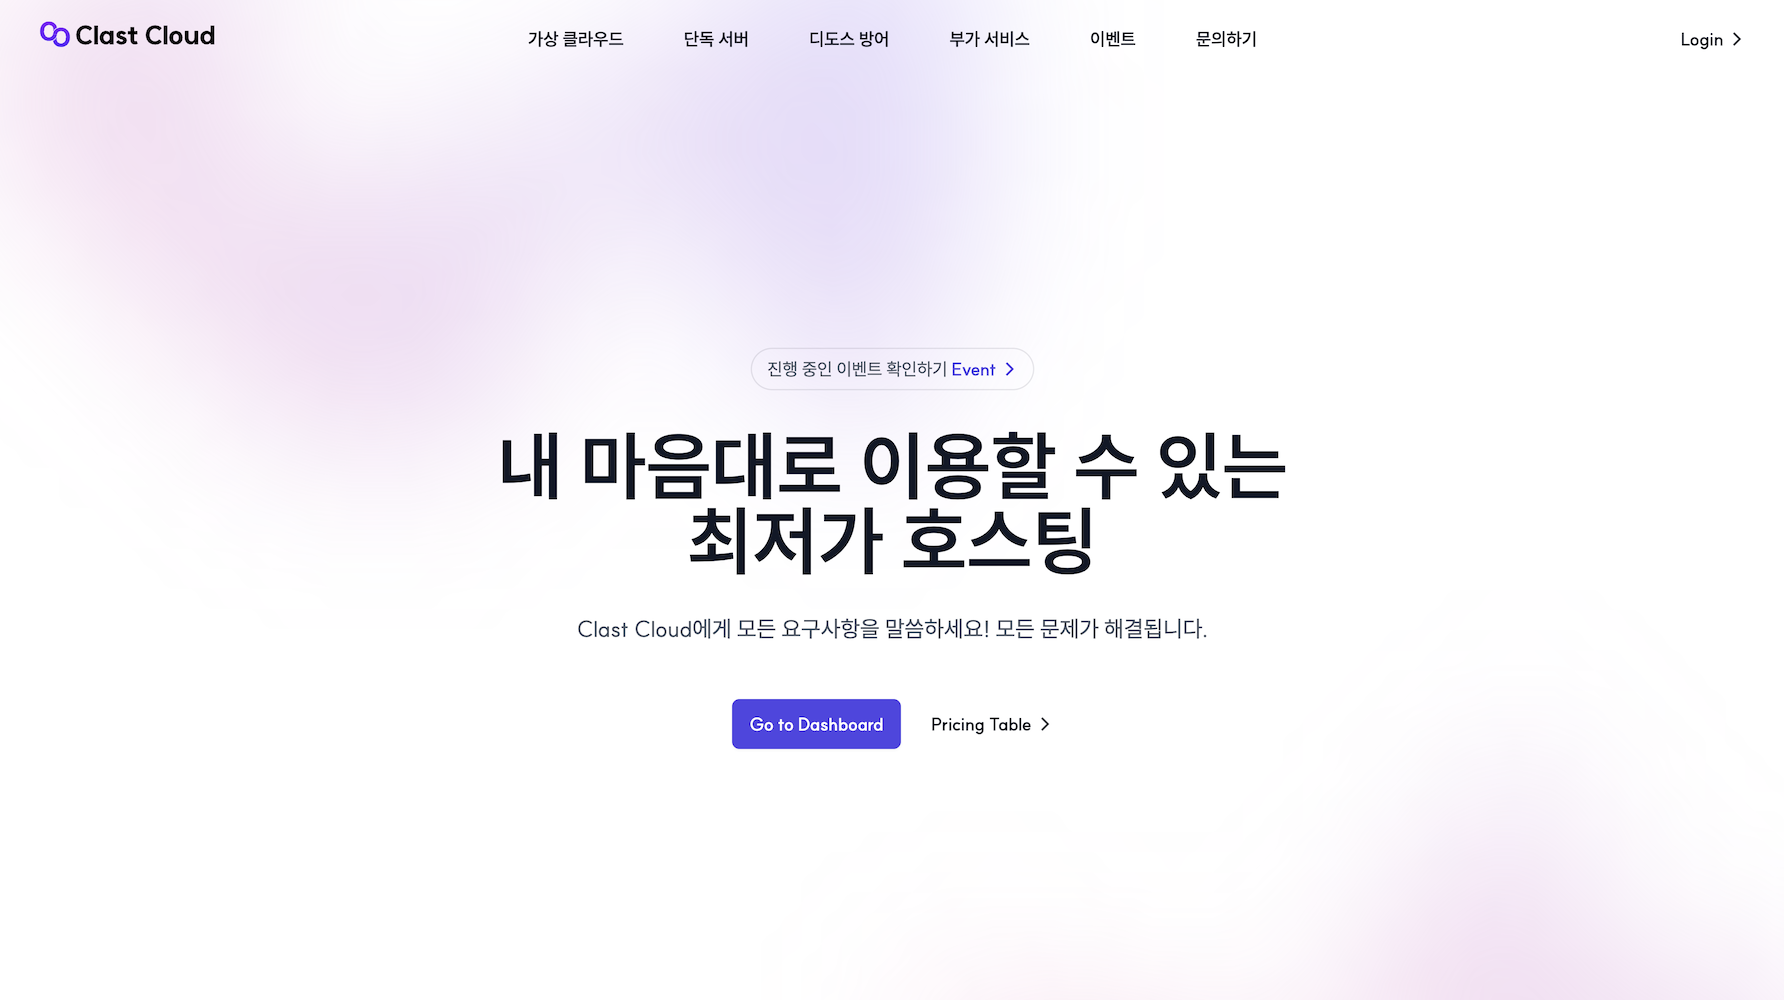 Clast Cloud
가상 클라우드
단독 서버
디도스 방어
부가 서비스
이벤트
문의하기
Login
진행 중인 이벤트 확인하기 Event
내 마음대로 이용할 수 있는
최저가 호스팅
Clast Cloud에게 모든 요구사항을 말씀하세요! 모든 문제가 해결됩니다.
Go to Dashboard
Pricing Table